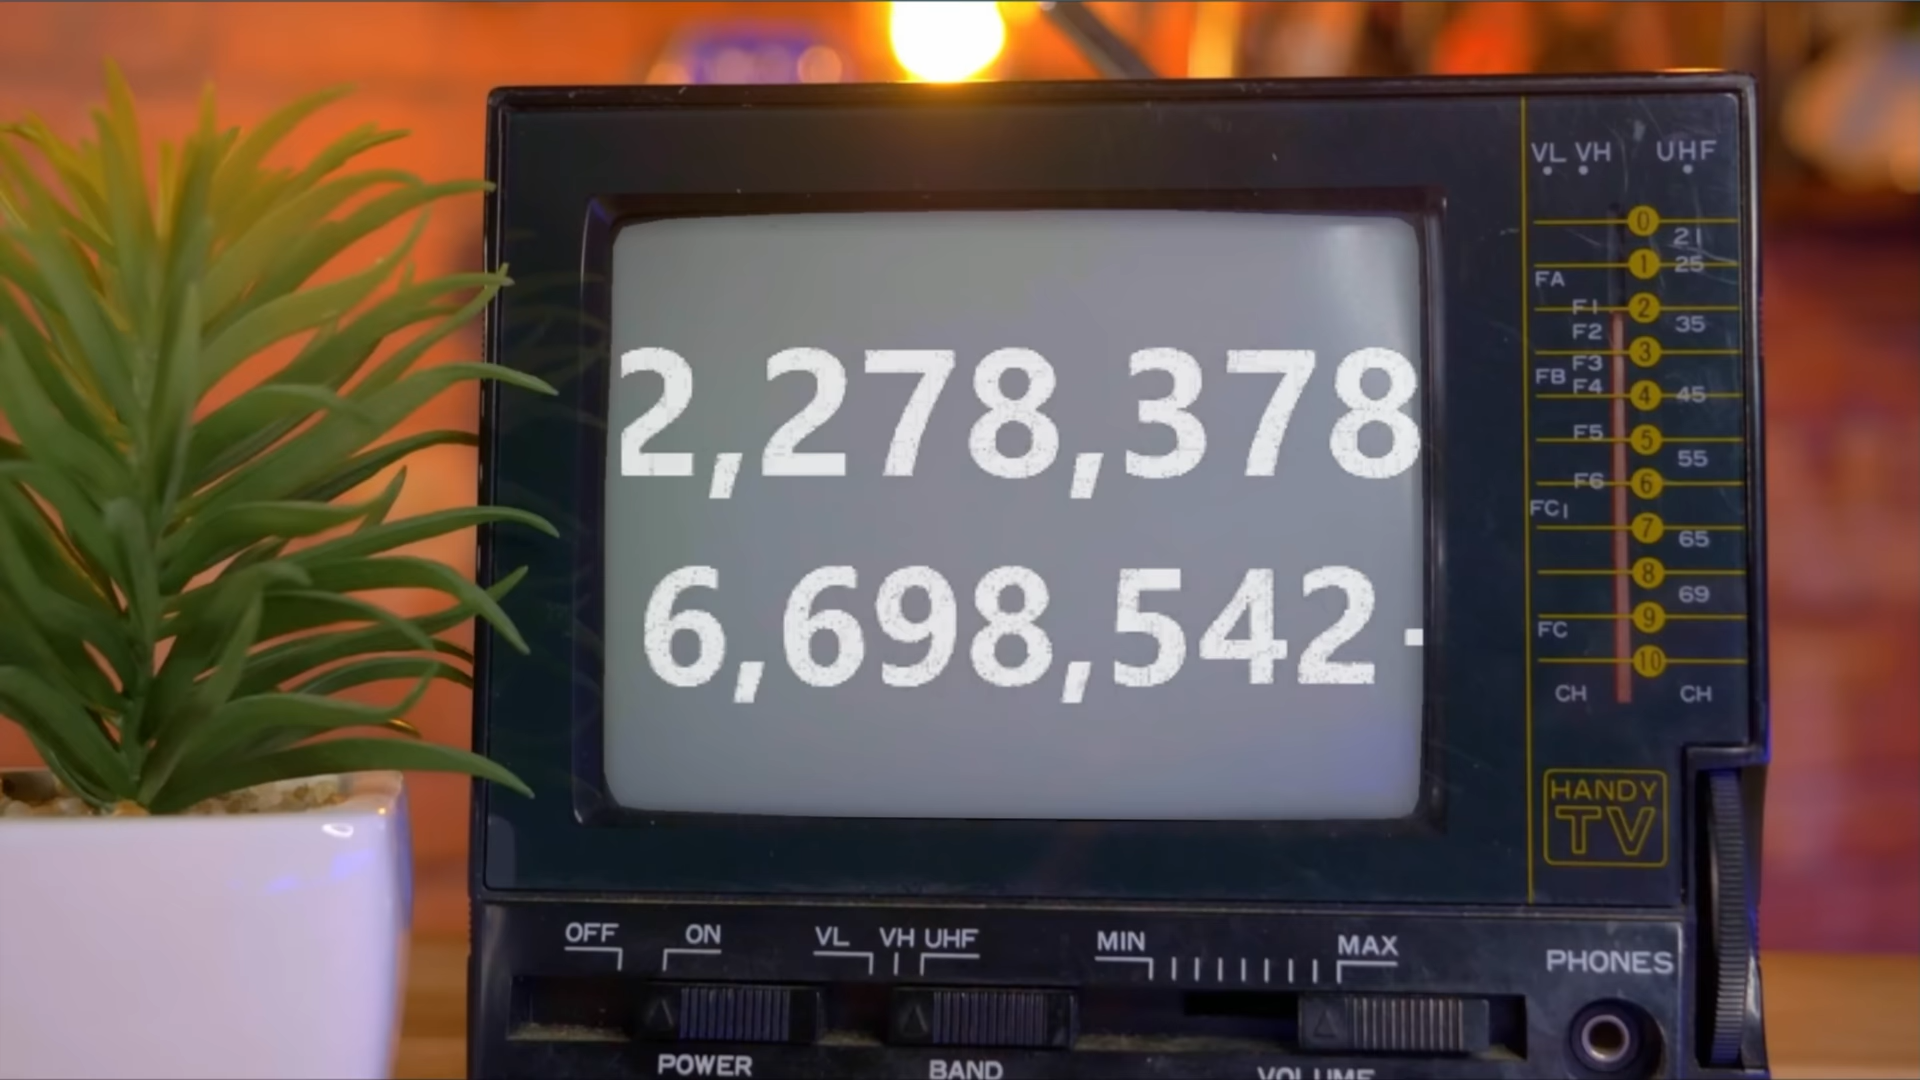 2,278,378
6,698,542
VL VH UHF
0
21
1
25
FA
F1
2
F2
35
F3
3
FB
F4
4
45
F5
5
55
F6
6
FC1
7
65
8
69
9
FC
10
CH CH
HANDY
TV
OFF ON VL VH UHF MIN MAX
PHONES
POWER BAND VOLUME